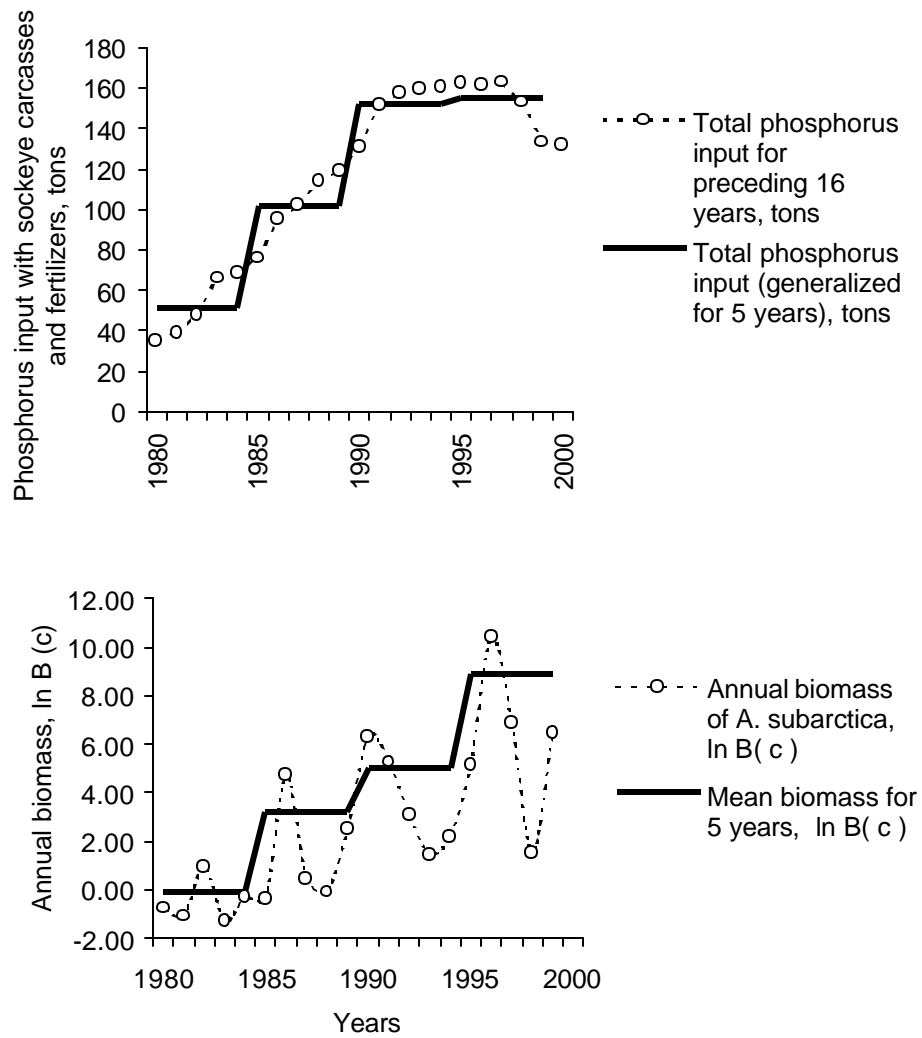 Phosphorus input with sockeye carcasses
and fertilizers, tons
180
160
140
120
100
80
60
40
20
0
1980
1985
1990
1995
2000
Total phosphorus
input for
preceding 16
years, tons
Total phosphorus
input (generalized
for 5 years), tons
Annual biomass, ln B (c)
12.00
10.00
8.00
6.00
4.00
2.00
0.00
-2.00
1980
1985
1990
1995
2000
Years
Annual biomass
of A. subarctica,
ln B( c )
Mean biomass for
5 years, ln B( c )